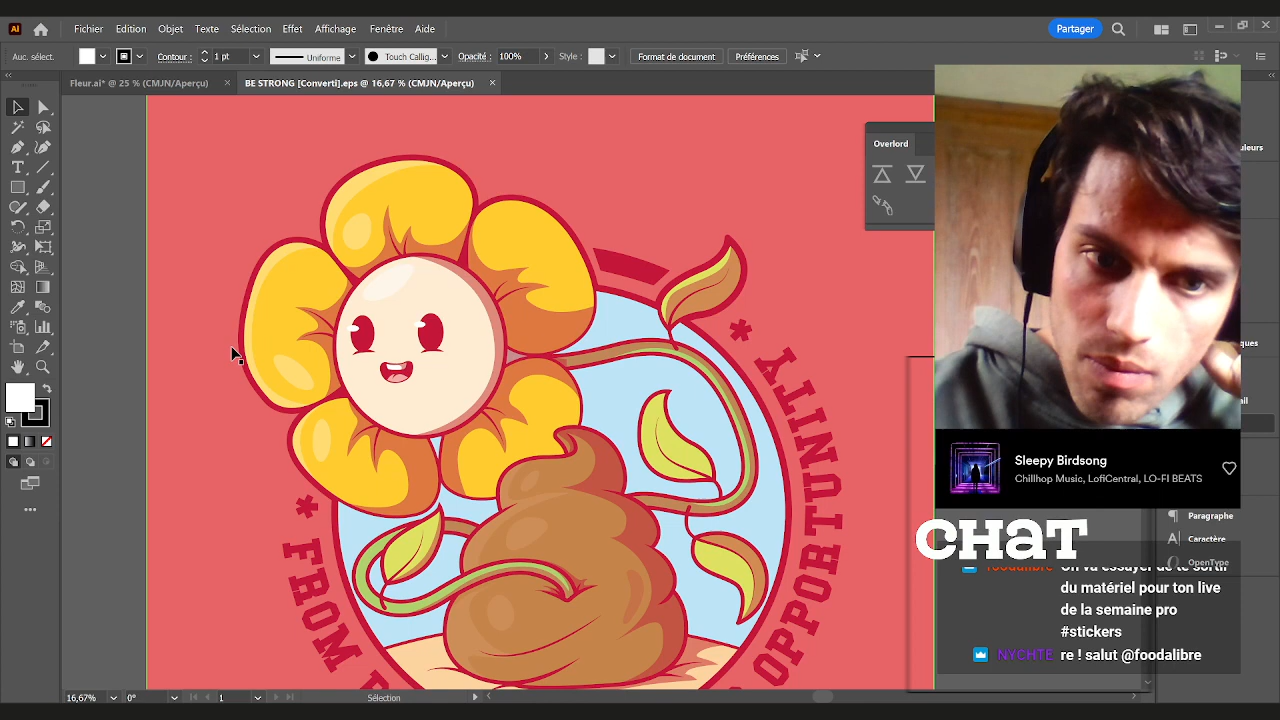 Ai
Fichier Edition Objet Texte Sélection Effet Affichage Fenêtre Aide
Partager
Auc. sélect.
Contour : 1 pt
Uniforme
Touch Callig...
Opacité : 100%
Style :
Format de document
Préférences
Fleur.ai* @ 25 % (CMJN/Aperçu)
BE STRONG [Converti].eps @ 16,67 % (CMJN/Aperçu)
Overlord
* FROM
OPPORTUNITY *
Sleepy Birdsong
Chillhop Music, LofiCentral, LO-FI BEATS
CHAT
Paragraphe
Caractère
OpenType
foodalibre On va essayer de te sortir
du matériel pour ton live
de la semaine pro
#stickers
NYCHTE re ! salut @foodalibre
16,67% 0° 1 Sélection